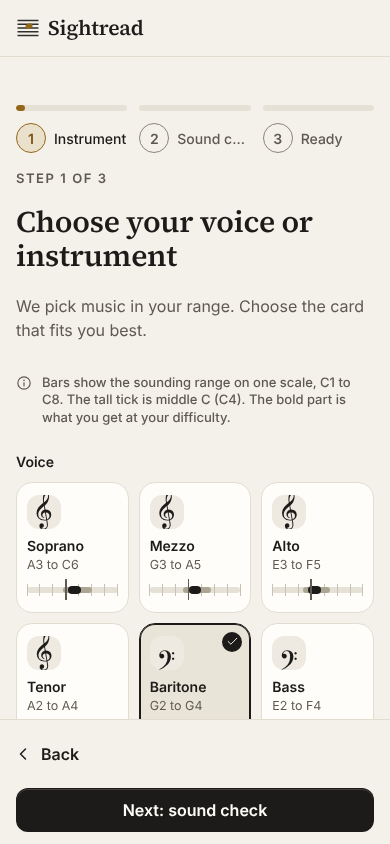 Sightread
1 Instrument 2 Sound c... 3 Ready
STEP 1 OF 3
Choose your voice or
instrument
We pick music in your range. Choose the card
that fits you best.
Bars show the sounding range on one scale, C1 to
C8. The tall tick is middle C (C4). The bold part is
what you get at your difficulty.
Voice
Soprano Mezzo Alto
A3 to C6 G3 to A5 E3 to F5
Tenor Baritone Bass
A2 to A4 G2 to G4 E2 to F4
Back
Next: sound check